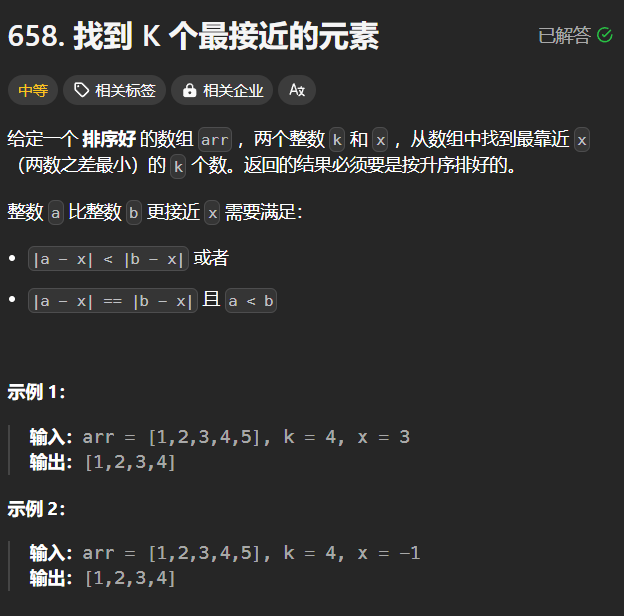 658. 找到 K 个最接近的元素
已解答
中等 相关标签 相关企业 Aa
给定一个 排序好 的数组 arr ，两个整数 k 和 x ，从数组中找到最靠近 x
（两数之差最小）的 k 个数。返回的结果必须要是按升序排好的。
整数 a 比整数 b 更接近 x 需要满足：
• |a - x| < |b - x| 或者
• |a - x| == |b - x| 且 a < b
示例 1：
输入：arr = [1,2,3,4,5], k = 4, x = 3
输出：[1,2,3,4]
示例 2：
输入：arr = [1,2,3,4,5], k = 4, x = -1
输出：[1,2,3,4]